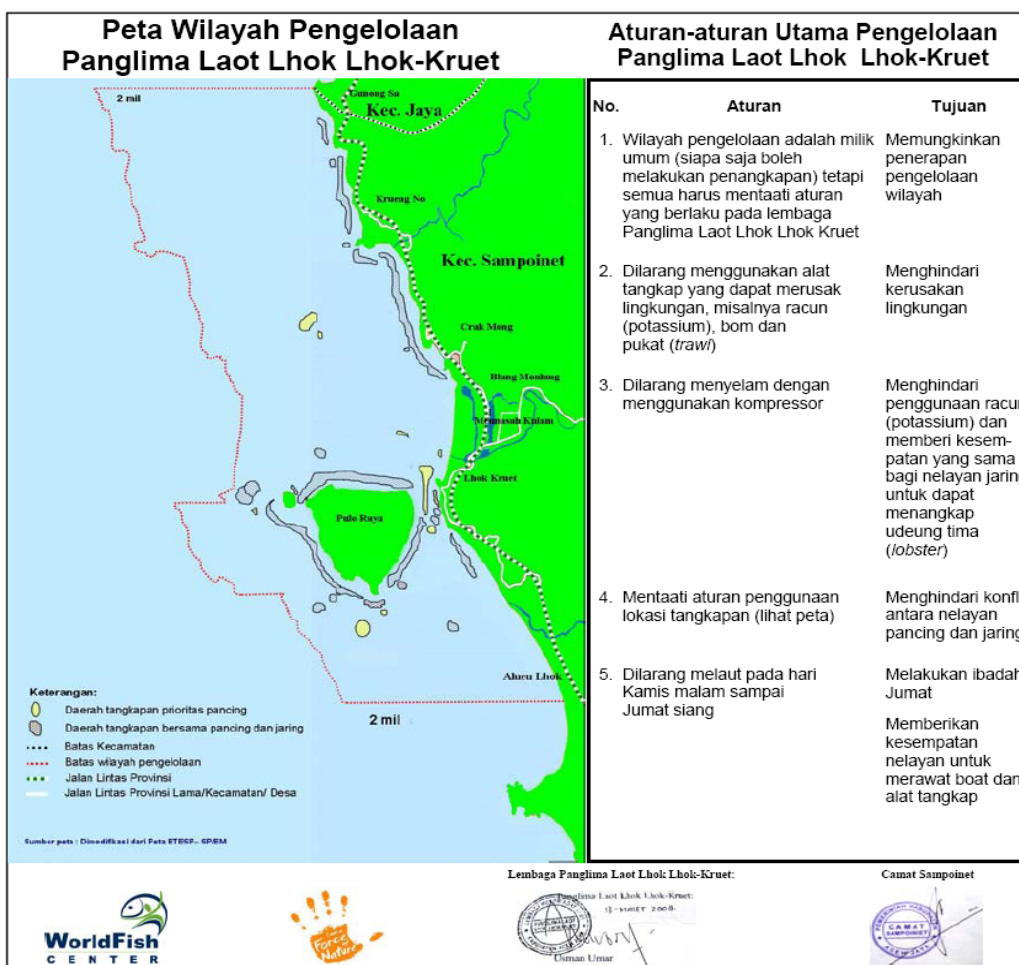 Peta Wilayah Pengelolaan
Panglima Laot Lhok Lhok-Kruet
2 mil
Gunong Sa
Kec. Jaya
Krueng No
Kec. Sampoinet
Crak Mong
Blang Monlung
Meunasah Kulam
Lhok Kruet
Pulo Raya
Alueu Lhok
2 mil
Keterangan:
Daerah tangkapan prioritas pancing
Daerah tangkapan bersama pancing dan jaring
Batas Kecamatan
Batas wilayah pengelolaan
Jalan Lintas Provinsi
Jalan Lintas Provinsi Lama/Kecamatan/ Desa
Sumber peta : Dimodifikasi dari Peta ETESP-- SPEM
Aturan-aturan Utama Pengelolaan
Panglima Laot Lhok Lhok-Kruet
No. Aturan Tujuan
1. Wilayah pengelolaan adalah milik
umum (siapa saja boleh
melakukan penangkapan) tetapi
semua harus mentaati aturan
yang berlaku pada lembaga
Panglima Laot Lhok Lhok Kruet
Memungkinkan
penerapan
pengelolaan
wilayah
2. Dilarang menggunakan alat
tangkap yang dapat merusak
lingkungan, misalnya racun
(potassium), bom dan
pukat (trawl)
Menghindari
kerusakan
lingkungan
3. Dilarang menyelam dengan
menggunakan kompressor
Menghindari
penggunaan racun
(potassium) dan
memberi kesem-
patan yang sama
bagi nelayan jaring
untuk dapat
menangkap
udeung tima
(lobster)
4. Mentaati aturan penggunaan
lokasi tangkapan (lihat peta)
Menghindari konfl
antara nelayan
pancing dan jaring
5. Dilarang melaut pada hari
Kamis malam sampai
Jumat siang
Melakukan ibadah
Jumat
Memberikan
kesempatan
nelayan untuk
merawat boat dan
alat tangkap
WorldFish
CENTER
Force of
Nature
Lembaga Panglima Laot Lhok Lhok-Kruet:
Panglima Laot Lhok Lhok-Kruet:
13 - MARET 2008.
Usman Umar
Camat Sampoinet
CAMAT
SAMPOINET